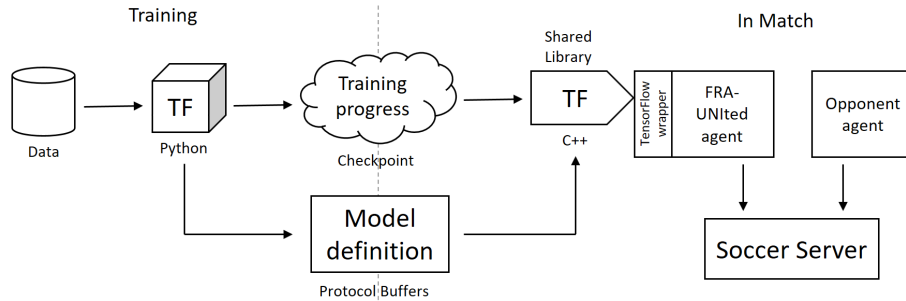 Training
In Match
Data
TF
Python
Training
progress
Checkpoint
Model
definition
Protocol Buffers
Shared
Library
TF
C++
TensorFlow
wrapper
FRA-
UNIted
agent
Opponent
agent
Soccer Server